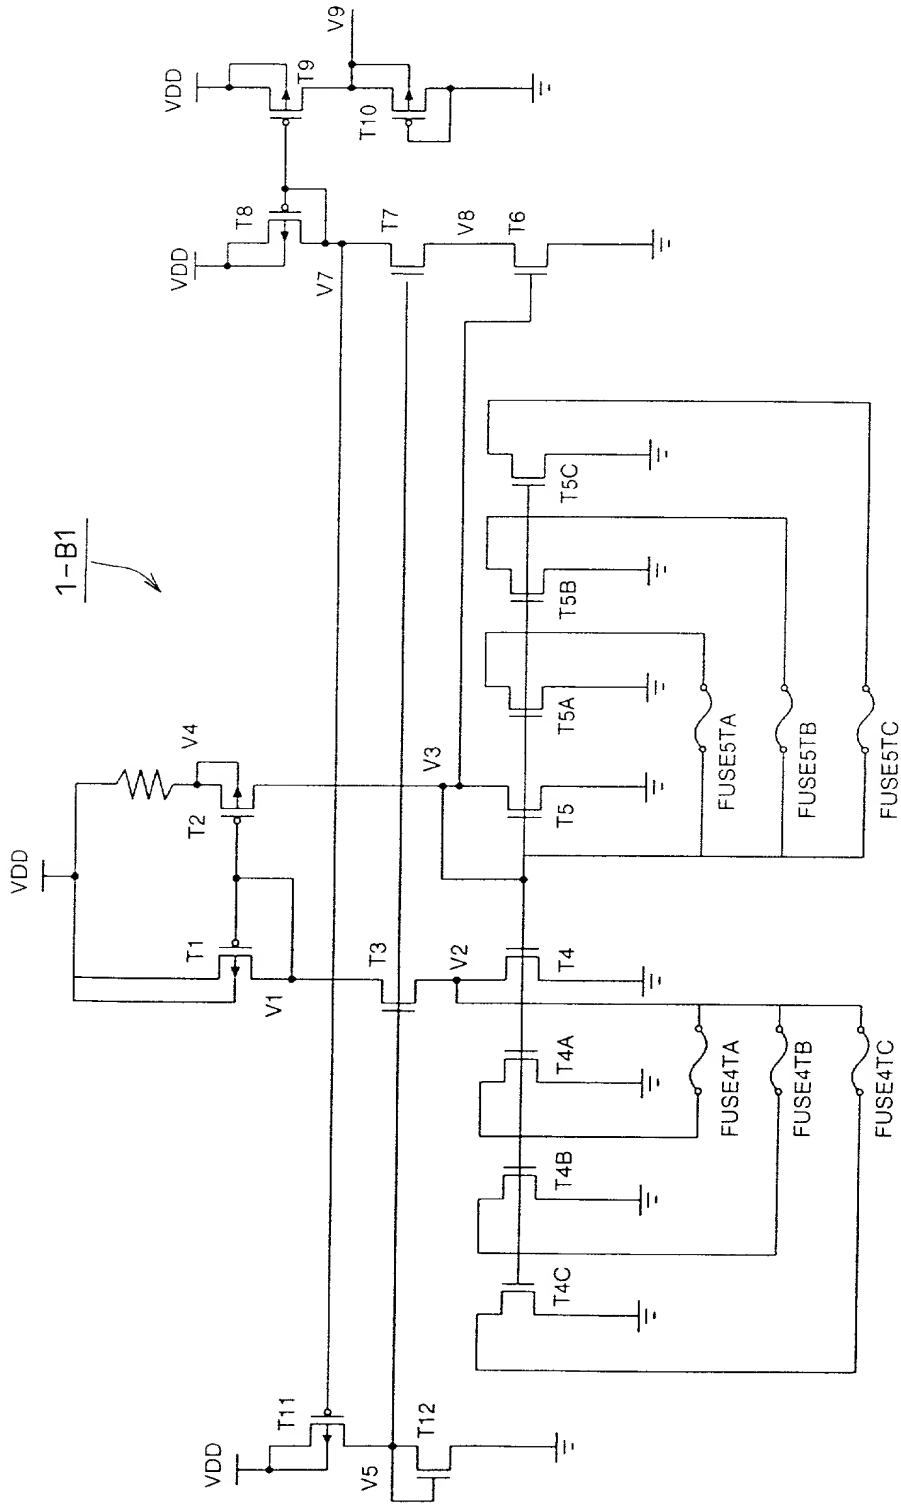 1-B1
VDD
VDD
VDD
VDD
T11
V5
T12
T1
V1
T3
V2
T4
T4A
T4B
T4C
FUSE4TA
FUSE4TB
FUSE4TC
T2
V4
V3
T5
T5A
T5B
T5C
FUSE5TA
FUSE5TB
FUSE5TC
T8
V7
T7
V8
T6
T9
V9
T10